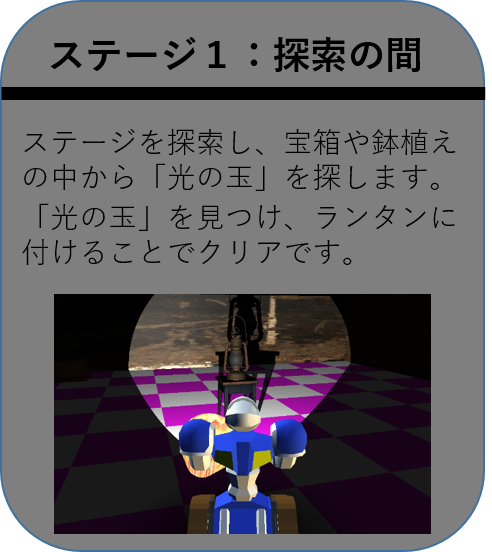 ステージ１：探索の間
ステージを探索し、宝箱や鉢植え
の中から「光の玉」を探します。
「光の玉」を見つけ、ランタンに
付けることでクリアです。